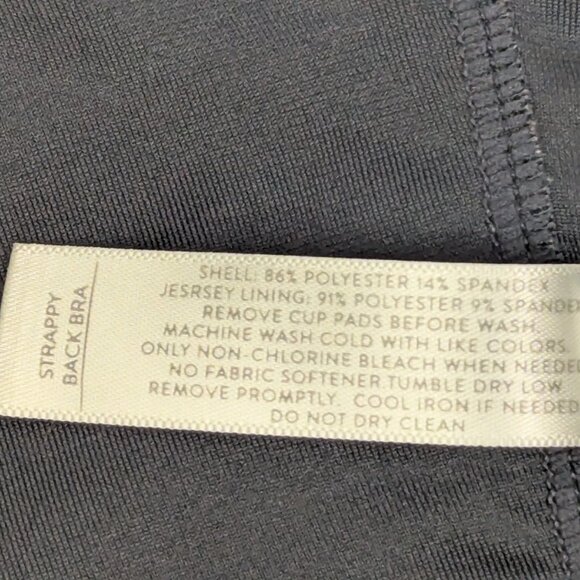 STRAPPY
BACK BRA
SHELL: 86% POLYESTER 14% SPANDEX
JESRSEY LINING: 91% POLYESTER 9% SPANDE
REMOVE CUP PADS BEFORE WASH.
MACHINE WASH COLD WITH LIKE COLORS.
ONLY NON-CHLORINE BLEACH WHEN NEEDE
NO FABRIC SOFTENER TUMBLE DRY LOW
REMOVE PROMPTLY. COOL IRON IF NEEDED
DO NOT DRY CLEAN